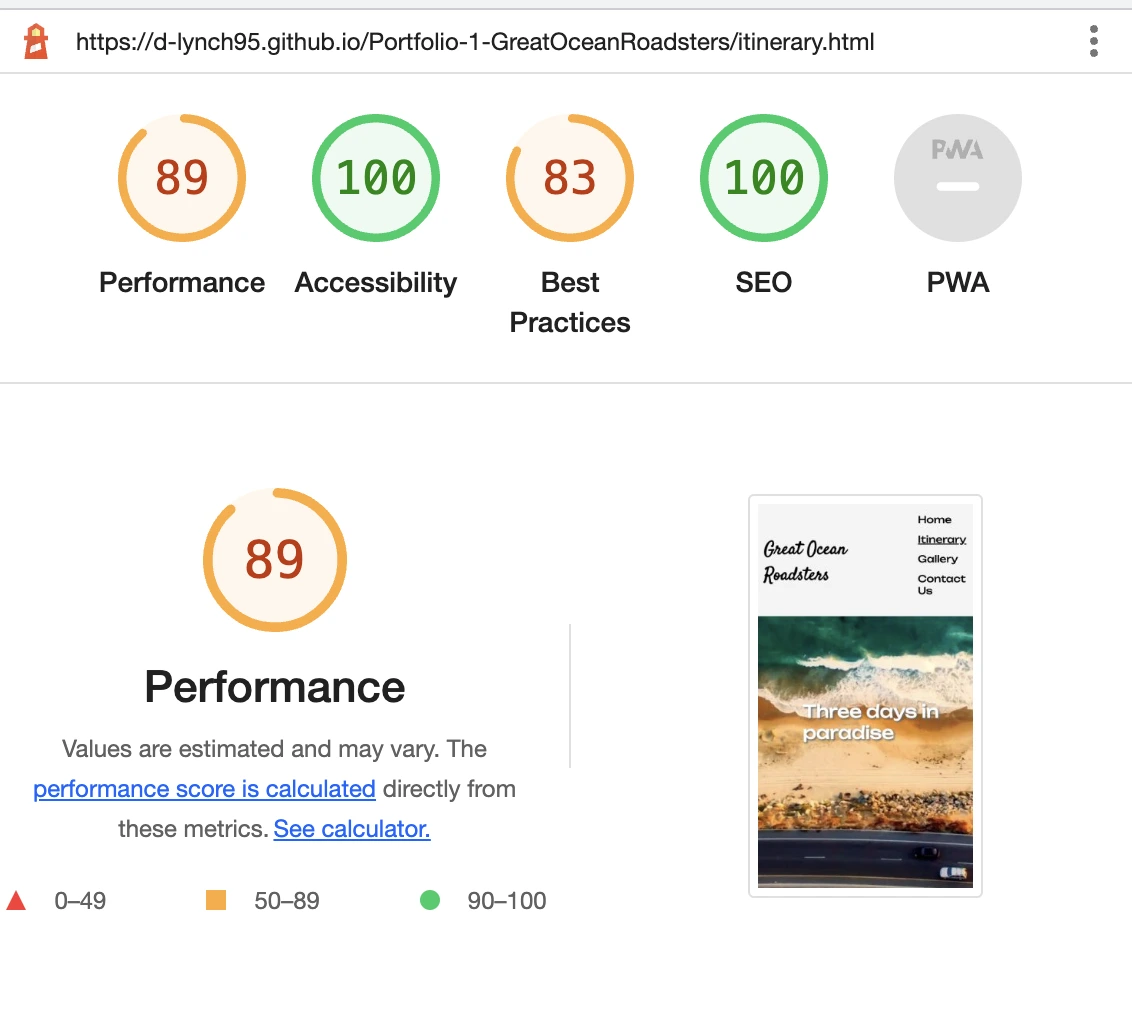 https://d-lynch95.github.io/Portfolio-1-GreatOceanRoadsters/itinerary.html
89
100
83
100
PWA
Performance
Accessibility
Best
Practices
SEO
PWA
89
Performance
Values are estimated and may vary. The
performance score is calculated directly from
these metrics. See calculator.
0–49
50–89
90–100
Great Ocean
Roadsters
Home
Itinerary
Gallery
Contact
Us
Three days in
paradise